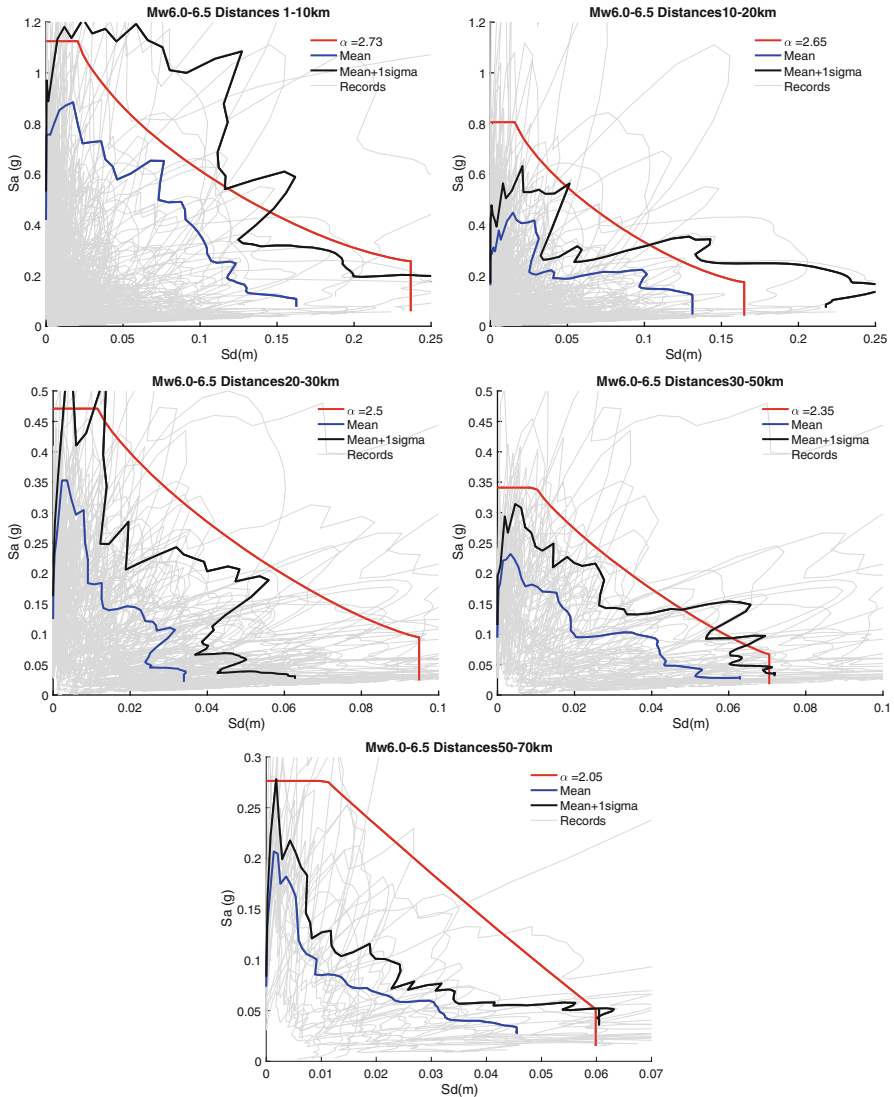 Mw6.0-6.5 Distances 1-10km
α =2.73
Mean
Mean+1sigma
Records
Sa (g)
1.2
1
0.8
0.6
0.4
0.2
0
0 0.05 0.1 0.15 0.2 0.25
Sd(m)
Mw6.0-6.5 Distances10-20km
α =2.65
Mean
Mean+1sigma
Records
Sa (g)
1.2
1
0.8
0.6
0.4
0.2
0
0 0.05 0.1 0.15 0.2 0.25
Sd(m)
Mw6.0-6.5 Distances20-30km
α =2.5
Mean
Mean+1sigma
Records
Sa (g)
0.5
0.45
0.4
0.35
0.3
0.25
0.2
0.15
0.1
0.05
0
0 0.02 0.04 0.06 0.08 0.1
Sd(m)
Mw6.0-6.5 Distances30-50km
α =2.35
Mean
Mean+1sigma
Records
Sa (g)
0.5
0.45
0.4
0.35
0.3
0.25
0.2
0.15
0.1
0.05
0
0 0.02 0.04 0.06 0.08 0.1
Sd(m)
Mw6.0-6.5 Distances50-70km
α =2.05
Mean
Mean+1sigma
Records
Sa (g)
0.3
0.25
0.2
0.15
0.1
0.05
0
0 0.01 0.02 0.03 0.04 0.05 0.06 0.07
Sd(m)